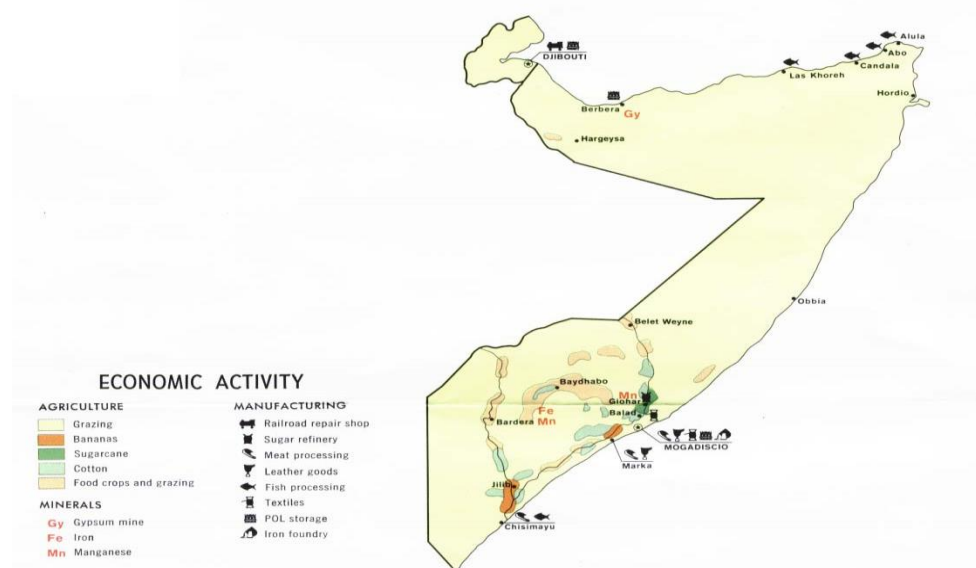 Alula
Abo
DJIBOUTI
Candala
Las Khoreh
Hordio
Berbera
Gy
Hargeysa
Obbia
Belet Weyne
Baydhabo
Mn
Giohar
Fe
Balad
Bardera
Mn
MOGADISCIO
Marka
Jilib
Chisimayu
ECONOMIC ACTIVITY
AGRICULTURE
Grazing
Bananas
Sugarcane
Cotton
Food crops and grazing
MINERALS
Gy Gypsum mine
Fe Iron
Mn Manganese
MANUFACTURING
Railroad repair shop
Sugar refinery
Meat processing
Leather goods
Fish processing
Textiles
POL storage
Iron foundry